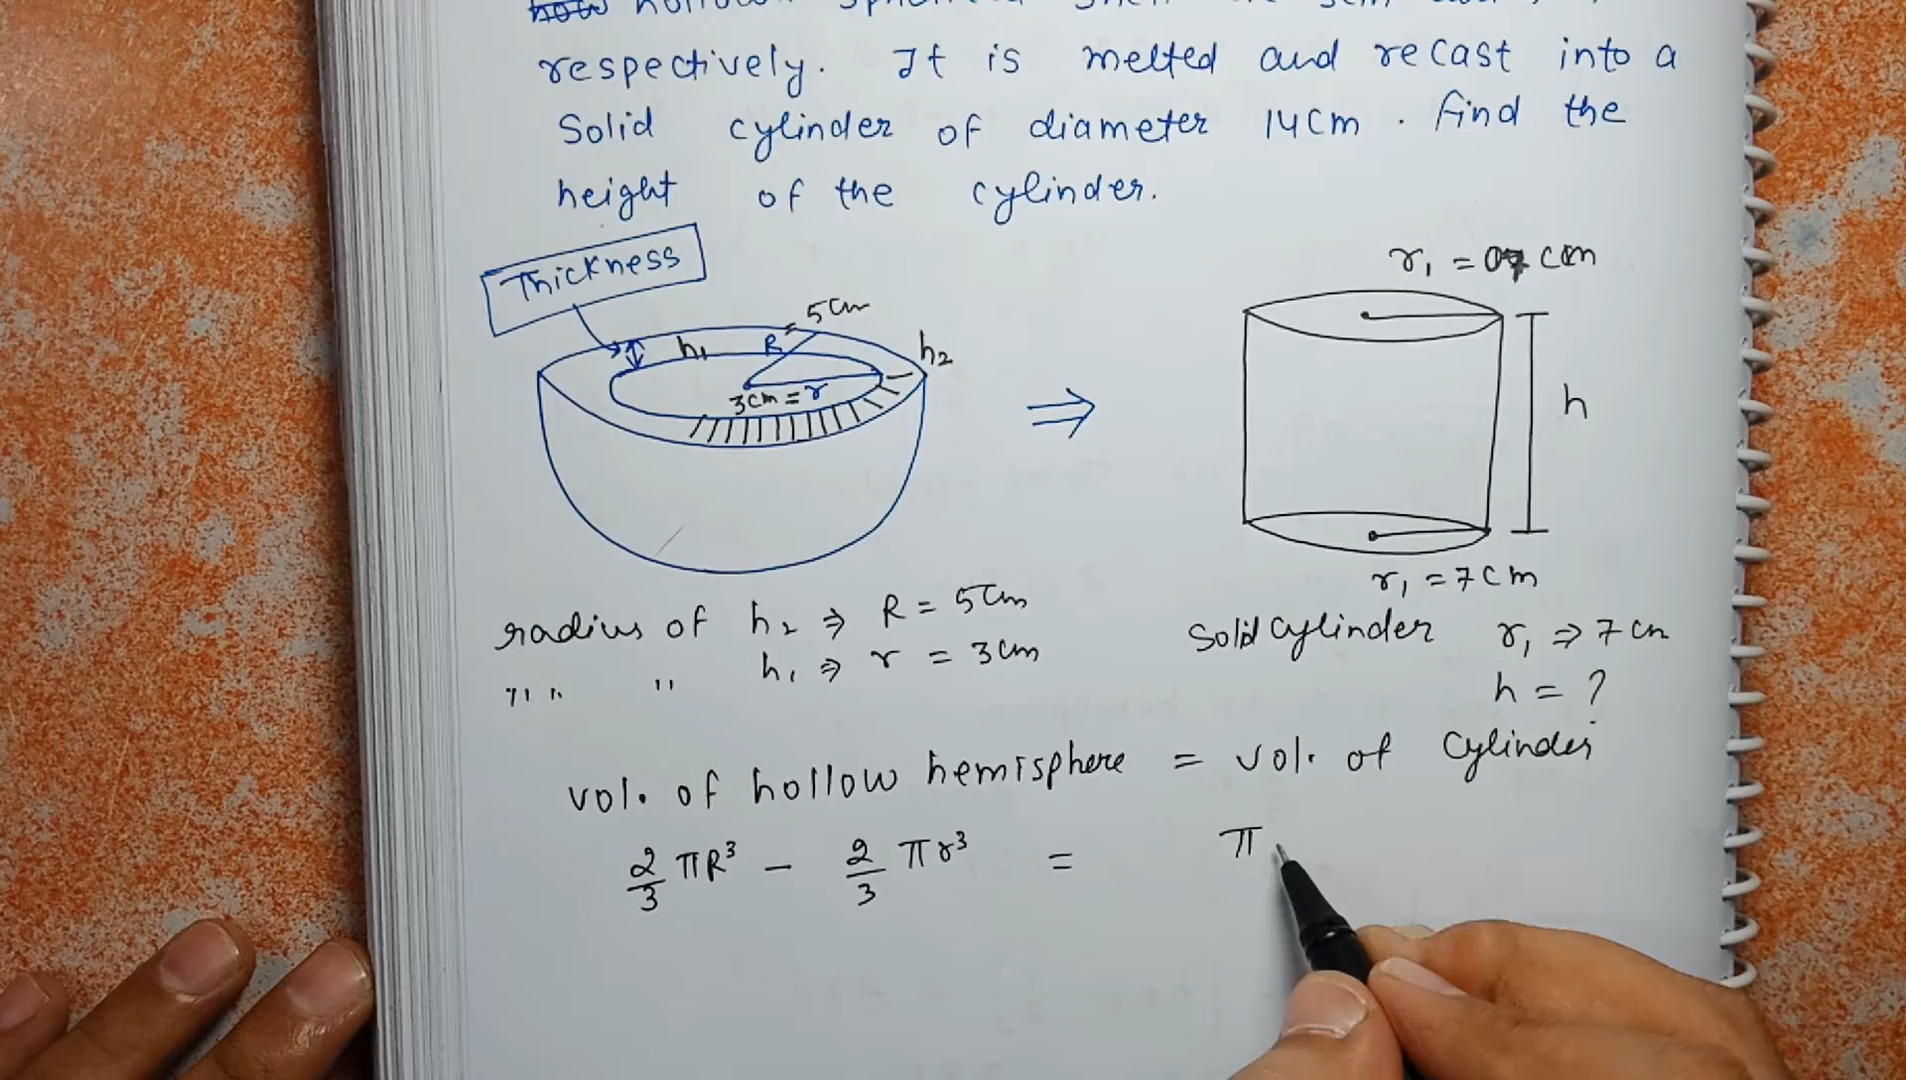 respectively. It is melted and recast into a
Solid cylinder of diameter 14cm. find the
height of the cylinder.
Thickness
r₁ = 07 cm
= 5cm
h₁
R
h₂
3cm = r
⇒
h
r₁ = 7cm
radius of h₂ ⇒ R = 5cm
" " " h₁ ⇒ r = 3cm
Solid cylinder r₁ ⇒ 7cm
h = ?
vol. of hollow hemisphere = vol. of cylinder
2/3 πR³ - 2/3 πr³ = π